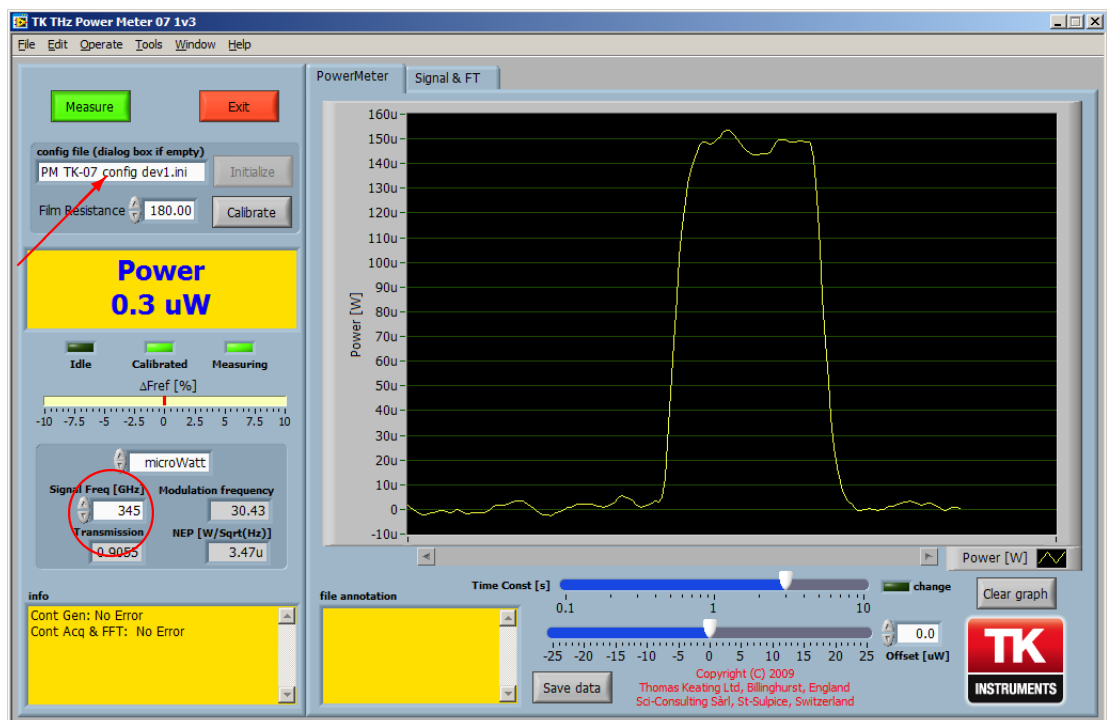 TK THz Power Meter 07 1v3
File Edit Operate Tools Window Help
PowerMeter Signal & FT
Measure Exit
config file (dialog box if empty)
PM TK-07 config dev1.ini Initialize
Film Resistance 180.00 Calibrate
Power
0.3 uW
Idle Calibrated Measuring
ΔFref [%]
-10 -7.5 -5 -2.5 0 2.5 5 7.5 10
microWatt
Signal Freq [GHz] Modulation frequency
345 30.43
Transmission NEP [W/Sqrt(Hz)]
0.9055 3.47u
info
Cont Gen: No Error
Cont Acq & FFT: No Error
160u
150u
140u
130u
120u
110u
100u
90u
80u
70u
60u
50u
40u
30u
20u
10u
0
-10u
Power [W]
Power [W]
file annotation
Time Const [s]
0.1 1 10
change
Clear graph
-25 -20 -15 -10 -5 0 5 10 15 20 25
0.0
Offset [uW]
Save data
Copyright (C) 2009
Thomas Keating Ltd, Billinghurst, England
Sci-Consulting Sàrl, St-Sulpice, Switzerland
TK
INSTRUMENTS